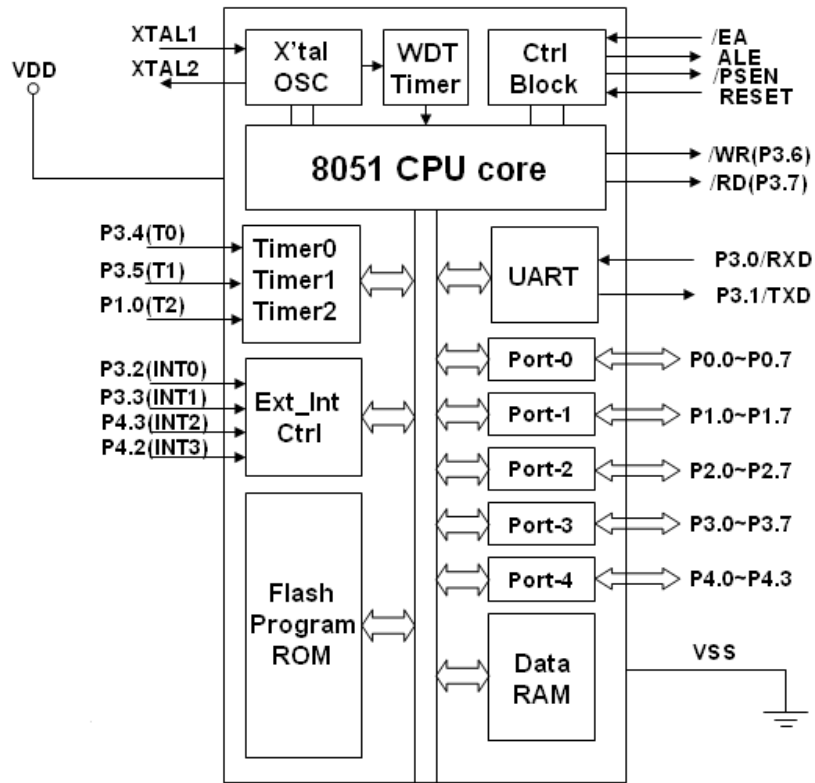 XTAL1
XTAL2
VDD
X'tal
OSC
WDT
Timer
Ctrl
Block
/EA
ALE
/PSEN
RESET
8051 CPU core
/WR(P3.6)
/RD(P3.7)
P3.4(T0)
P3.5(T1)
P1.0(T2)
Timer0
Timer1
Timer2
UART
P3.0/RXD
P3.1/TXD
P3.2(INT0)
P3.3(INT1)
P4.3(INT2)
P4.2(INT3)
Ext_Int
Ctrl
Port-0
P0.0~P0.7
Port-1
P1.0~P1.7
Port-2
P2.0~P2.7
Port-3
P3.0~P3.7
Port-4
P4.0~P4.3
Flash
Program
ROM
Data
RAM
VSS